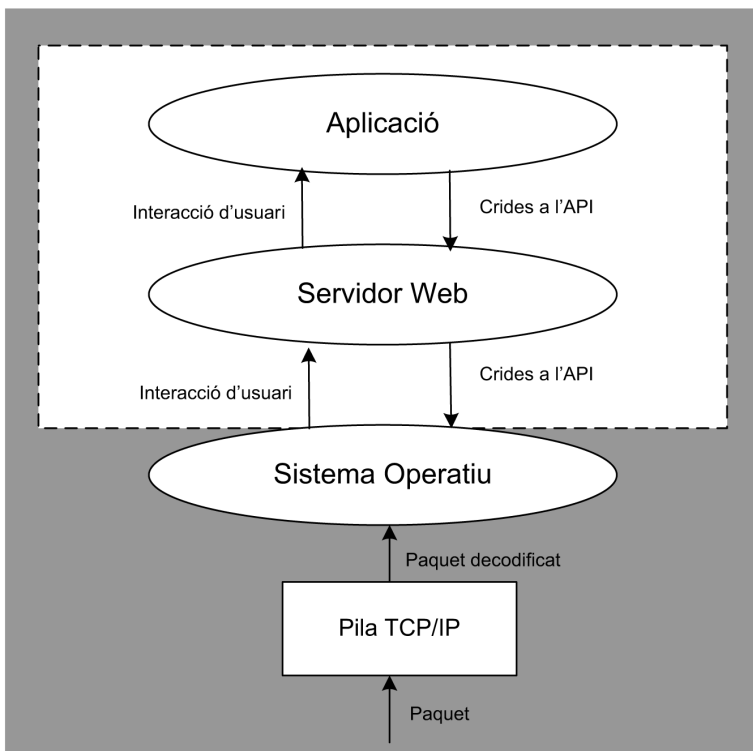 Aplicació
Interacció d'usuari
Crides a l'API
Servidor Web
Interacció d'usuari
Crides a l'API
Sistema Operatiu
Paquet decodificat
Pila TCP/IP
Paquet